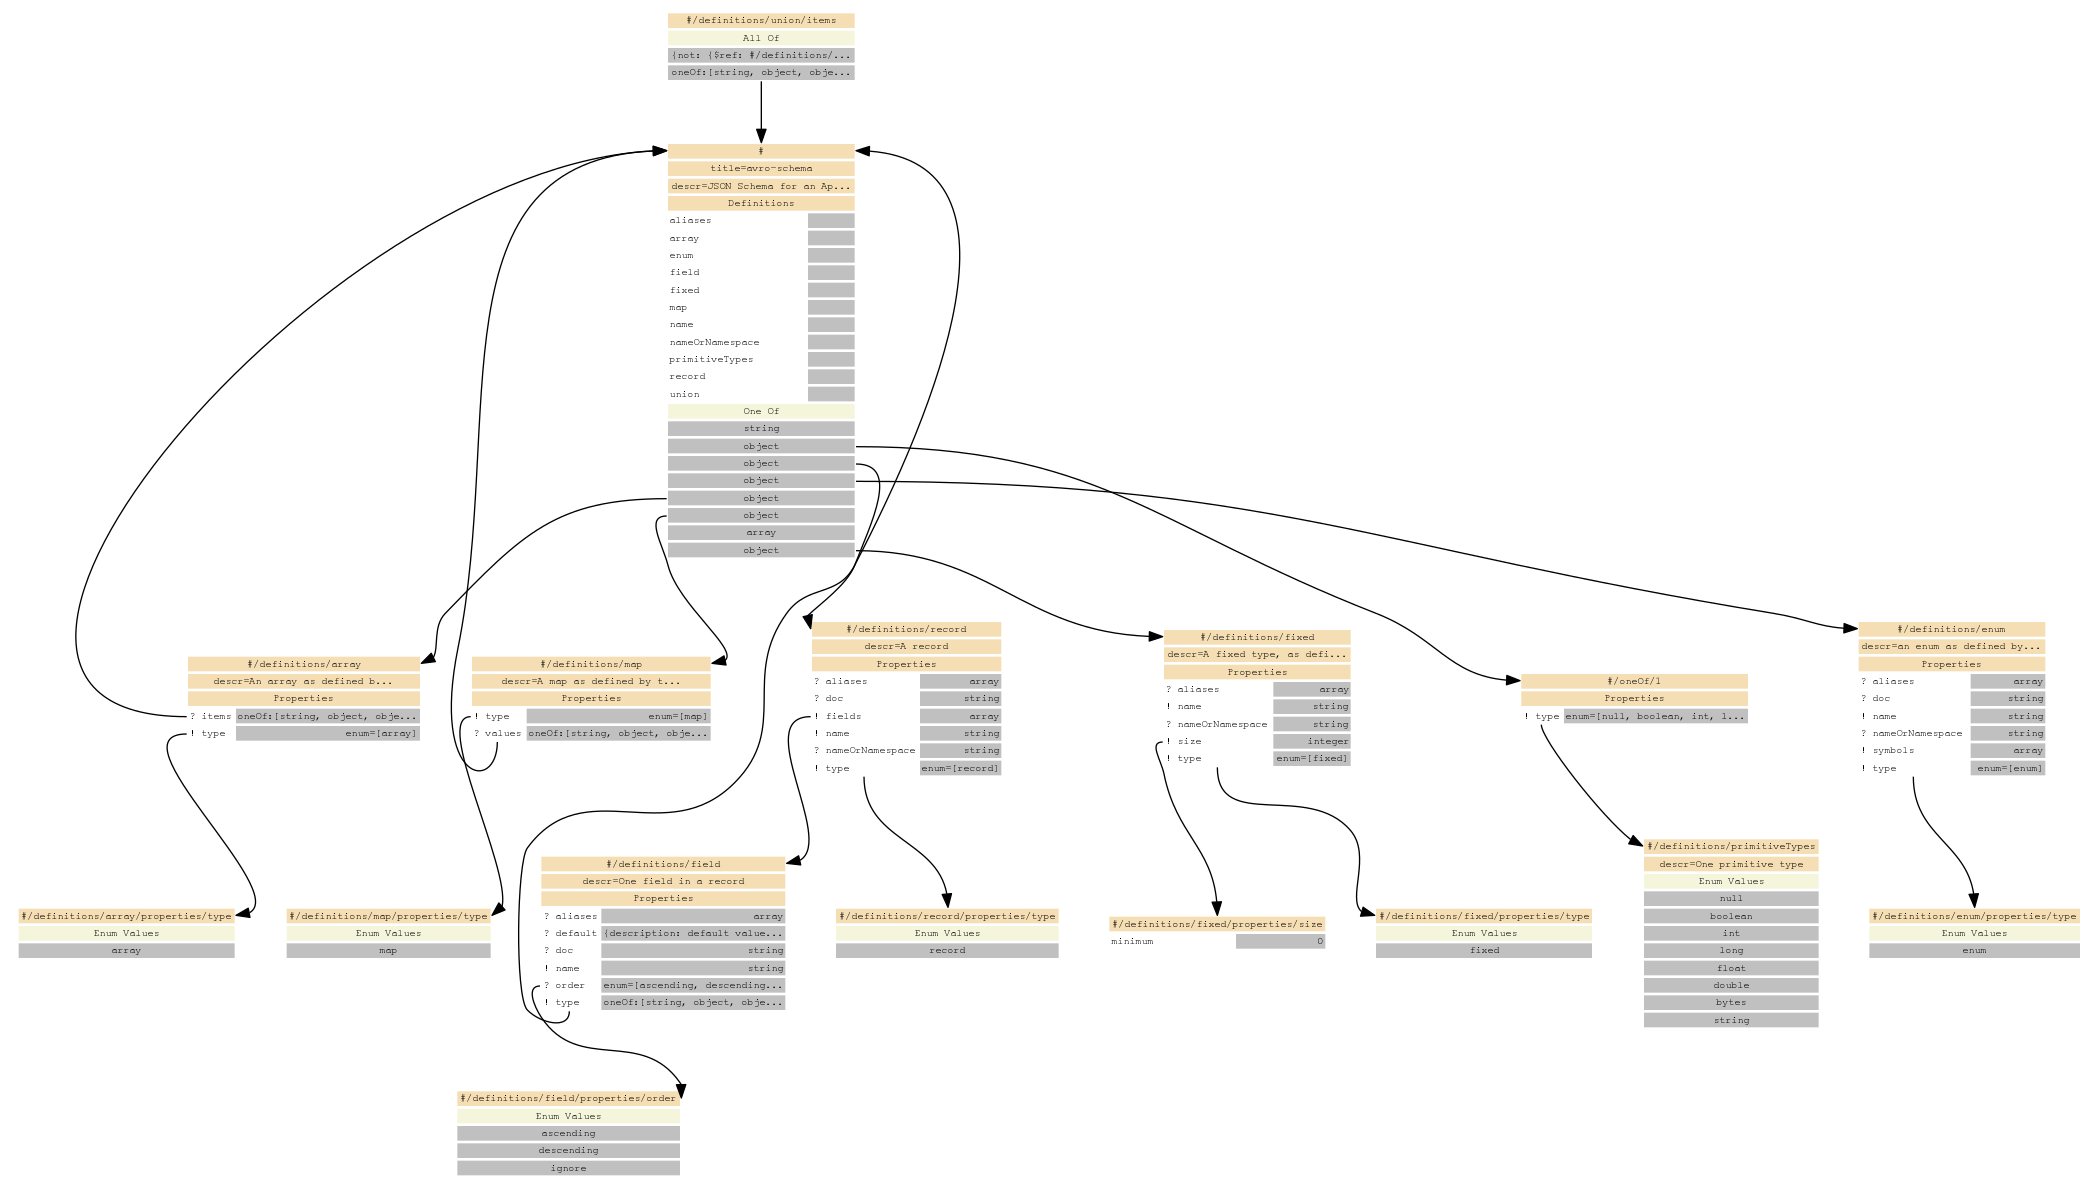 #/definitions/union/items
All Of
{not: {$ref: #/definitions/...
oneOf:[string, object, obje...
#
title=avro-schema
descr=JSON Schema for an Ap...
Definitions
aliases
array
enum
field
fixed
map
name
nameOrNamespace
primitiveTypes
record
union
One Of
string
object
object
object
object
object
array
object
#/definitions/array
descr=An array as defined b...
Properties
? items oneOf:[string, object, obje...
! type enum=[array]
#/definitions/map
descr=A map as defined by t...
Properties
! type enum=[map]
? values oneOf:[string, object, obje...
#/definitions/record
descr=A record
Properties
? aliases array
? doc string
! fields array
! name string
? nameOrNamespace string
! type enum=[record]
#/definitions/fixed
descr=A fixed type, as defi...
Properties
? aliases array
! name string
? nameOrNamespace string
! size integer
! type enum=[fixed]
#/oneOf/1
Properties
! type enum=[null, boolean, int, l...
#/definitions/enum
descr=an enum as defined by...
Properties
? aliases array
? doc string
! name string
? nameOrNamespace string
! symbols array
! type enum=[enum]
#/definitions/array/properties/type
Enum Values
array
#/definitions/map/properties/type
Enum Values
map
#/definitions/field
descr=One field in a record
Properties
? aliases array
? default {description: default value...
? doc string
! name string
? order enum=[ascending, descending...
! type oneOf:[string, object, obje...
#/definitions/record/properties/type
Enum Values
record
#/definitions/fixed/properties/size
minimum 0
#/definitions/fixed/properties/type
Enum Values
fixed
#/definitions/primitiveTypes
descr=One primitive type
Enum Values
null
boolean
int
long
float
double
bytes
string
#/definitions/enum/properties/type
Enum Values
enum
#/definitions/field/properties/order
Enum Values
ascending
descending
ignore